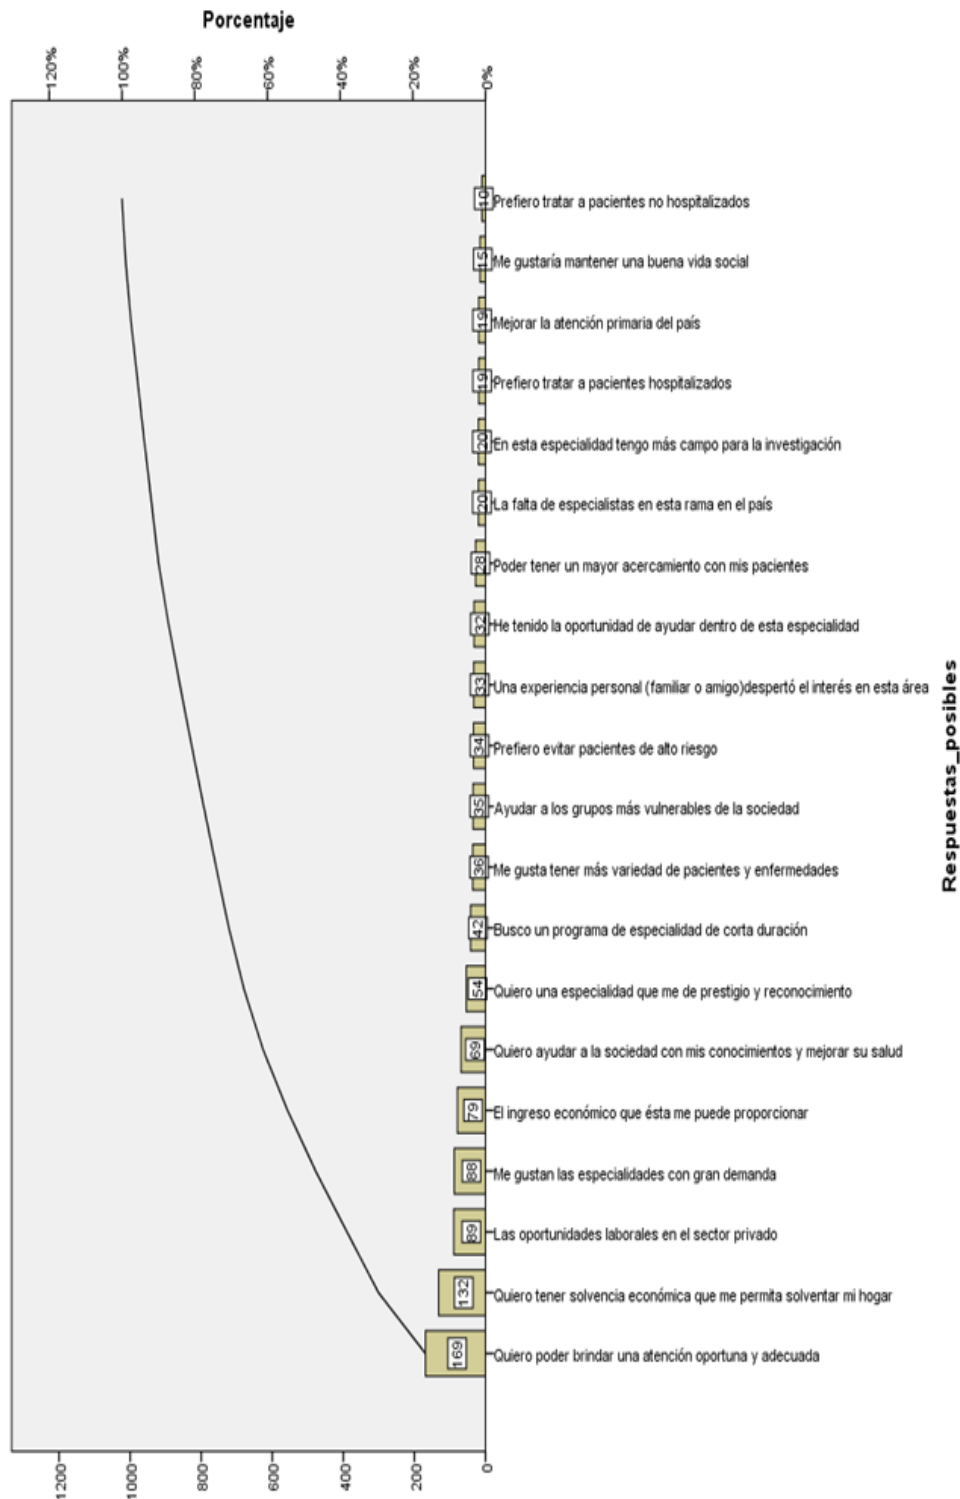 Porcentaje
120%
100%
80%
60%
40%
20%
0%
10 Prefiero tratar a pacientes no hospitalizados
15 Me gustaría mantener una buena vida social
19 Mejorar la atención primaria del país
19 Prefiero tratar a pacientes hospitalizados
20 En esta especialidad tengo más campo para la investigación
20 La falta de especialistas en esta rama en el país
28 Poder tener un mayor acercamiento con mis pacientes
32 He tenido la oportunidad de ayudar dentro de esta especialidad
33 Una experiencia personal (familiar o amigo)despertó el interés en esta área
34 Prefiero evitar pacientes de alto riesgo
35 Ayudar a los grupos más vulnerables de la sociedad
36 Me gusta tener más variedad de pacientes y enfermedades
42 Busco un programa de especialidad de corta duración
54 Quiero una especialidad que me de prestigio y reconocimiento
69 Quiero ayudar a la sociedad con mis conocimientos y mejorar su salud
79 El ingreso económico que ésta me puede proporcionar
88 Me gustan las especialidades con gran demanda
89 Las oportunidades laborales en el sector privado
132 Quiero tener solvencia económica que me permita solventar mi hogar
169 Quiero poder brindar una atención oportuna y adecuada
Respuestas_posibles
1200
1000
800
600
400
200
0